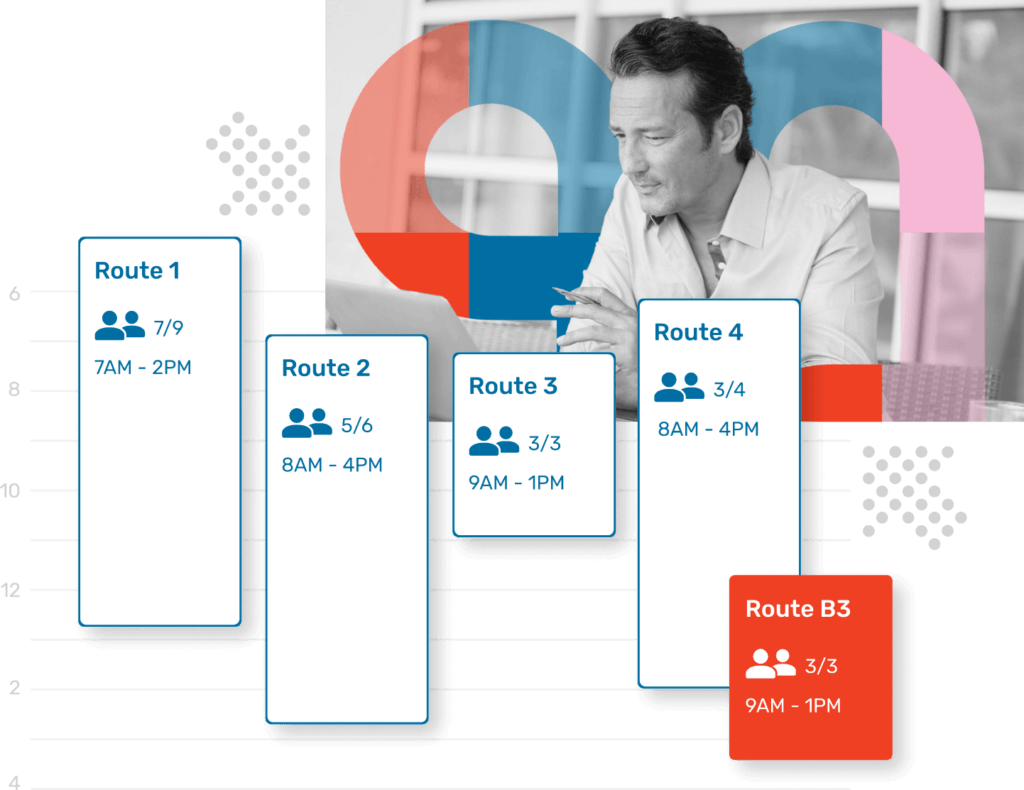 Route 1
7/9
7AM - 2PM
Route 2
5/6
8AM - 4PM
Route 3
3/3
9AM - 1PM
Route 4
3/4
8AM - 4PM
Route B3
3/3
9AM - 1PM
6
8
10
12
2
4